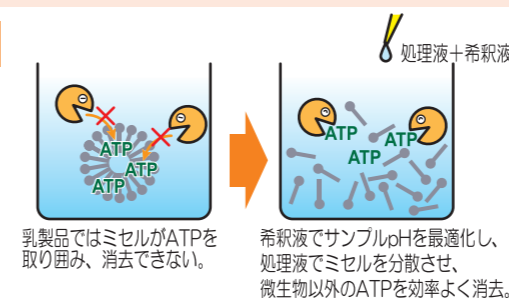 処理液＋希釈液
ATP
ATP
ATP
ATP
ATP
ATP
乳製品ではミセルがATPを
取り囲み、消去できない。
希釈液でサンプルpHを最適化し、
処理液でミセルを分散させ、
微生物以外のATPを効率よく消去。